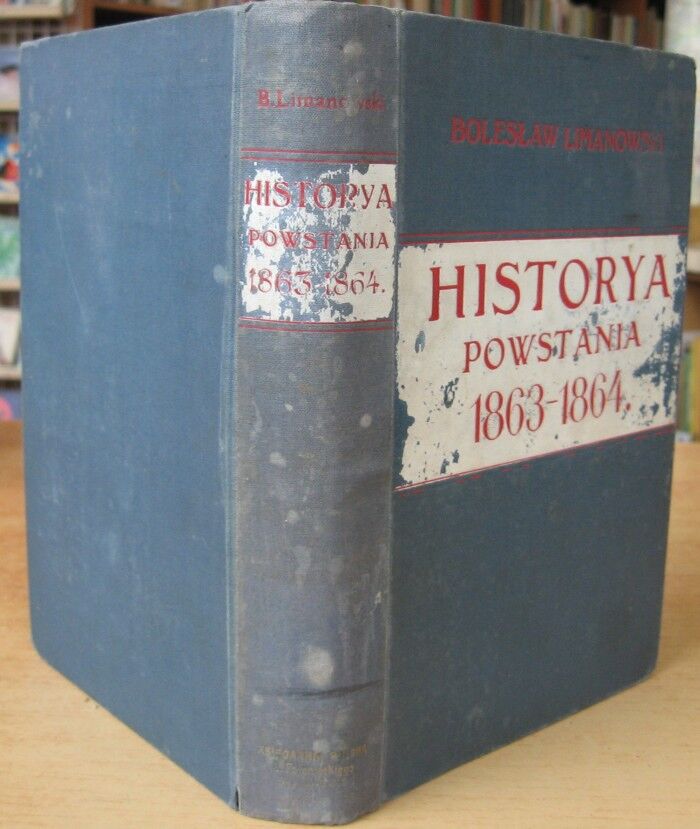 B. Limanowski
HISTORYA
POWSTANIA
1863-1864.
BOLESŁAW LIMANOWSKI
HISTORYA
POWSTANIA
1863-1864.